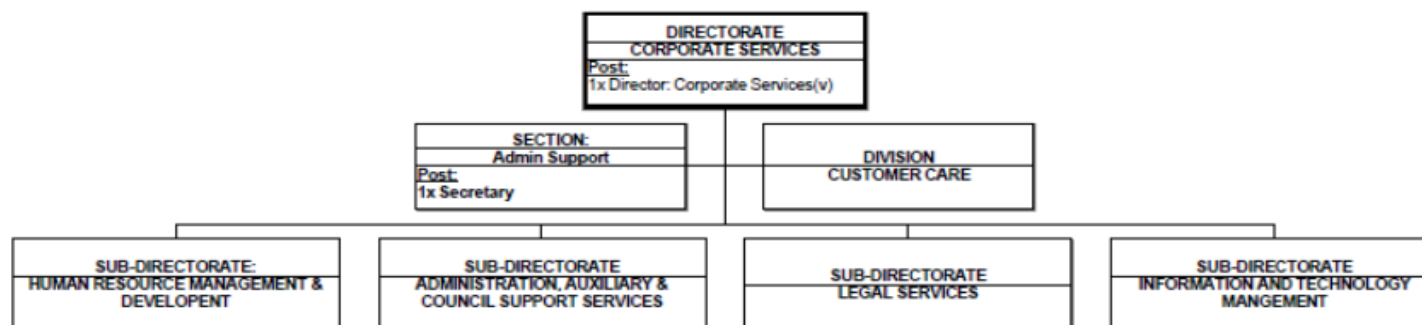 DIRECTORATE
CORPORATE SERVICES
Post:
1x Director: Corporate Services(v)
SECTION:
Admin Support
Post:
1x Secretary
DIVISION
CUSTOMER CARE
SUB-DIRECTORATE:
HUMAN RESOURCE MANAGEMENT &
DEVELOPENT
SUB-DIRECTORATE
ADMINISTRATION, AUXILIARY &
COUNCIL SUPPORT SERVICES
SUB-DIRECTORATE
LEGAL SERVICES
SUB-DIRECTORATE
INFORMATION AND TECHNOLOGY
MANGEMENT